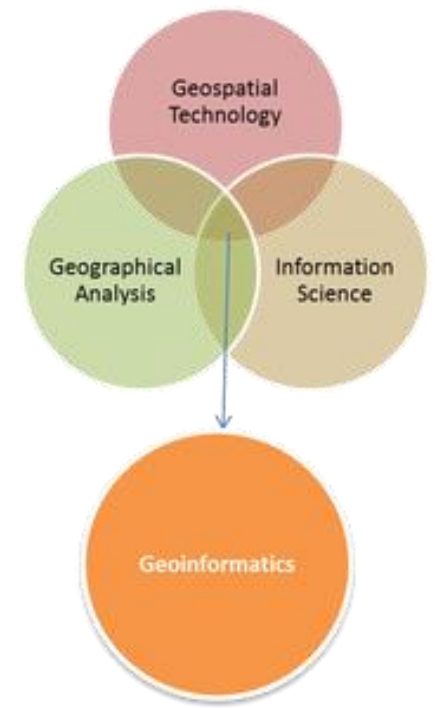 Geospatial
Technology
Geographical
Analysis
Information
Science
Geoinformatics